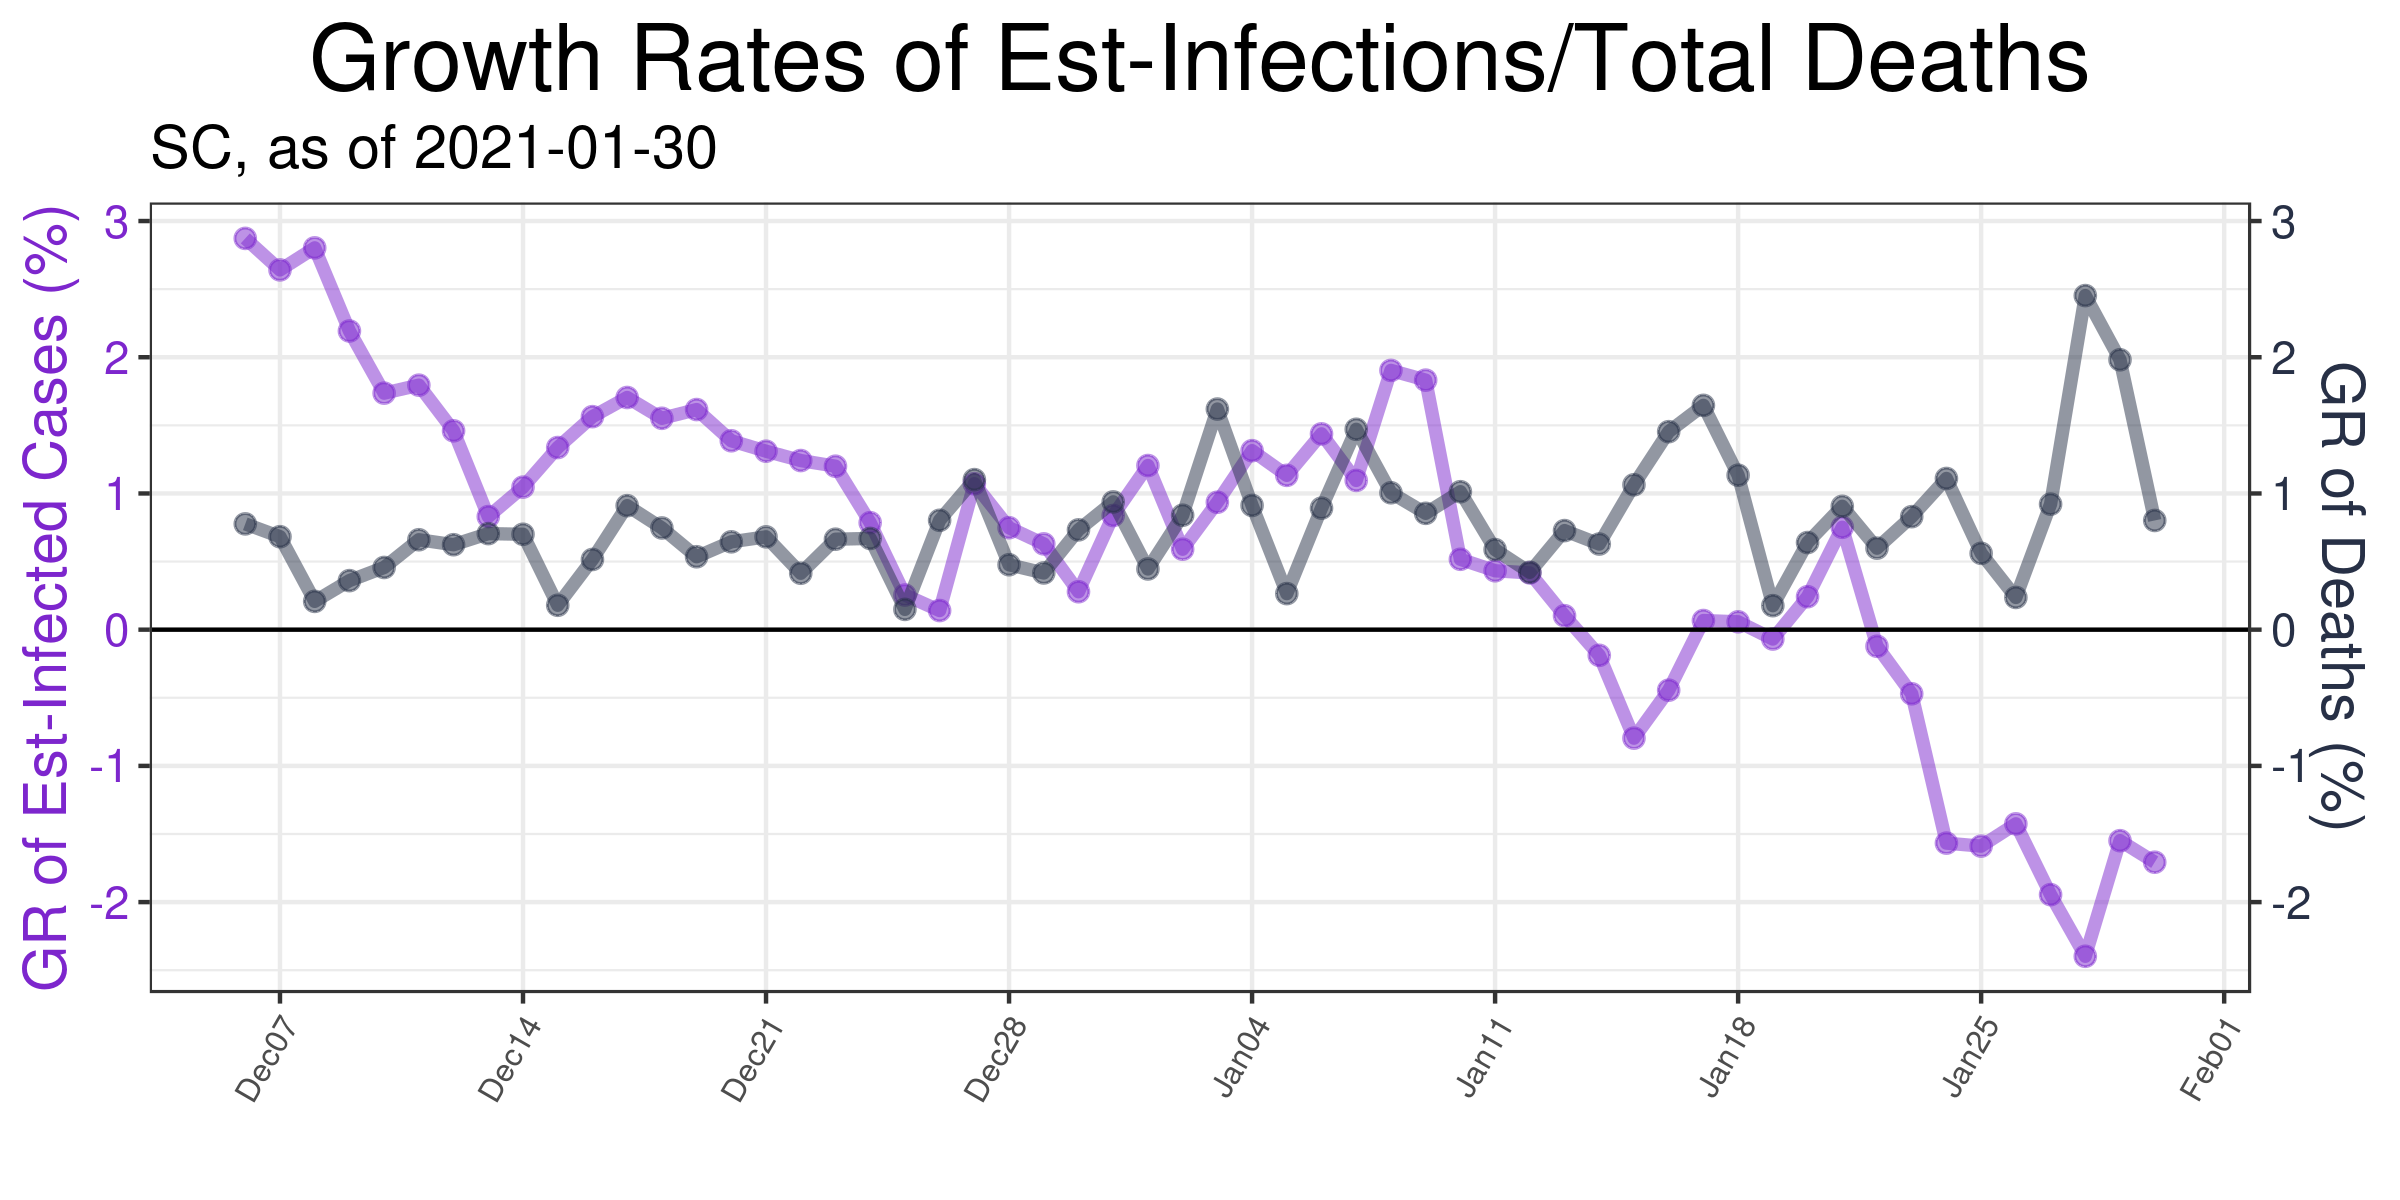 Growth Rates of Est-Infections/Total Deaths
SC, as of 2021-01-30
GR of Est-Infected Cases (%)
3
2
1
0
-1
-2
3
2
1
0
-1
-2
GR of Deaths (%)
Dec07
Dec14
Dec21
Dec28
Jan04
Jan11
Jan18
Jan25
Feb01